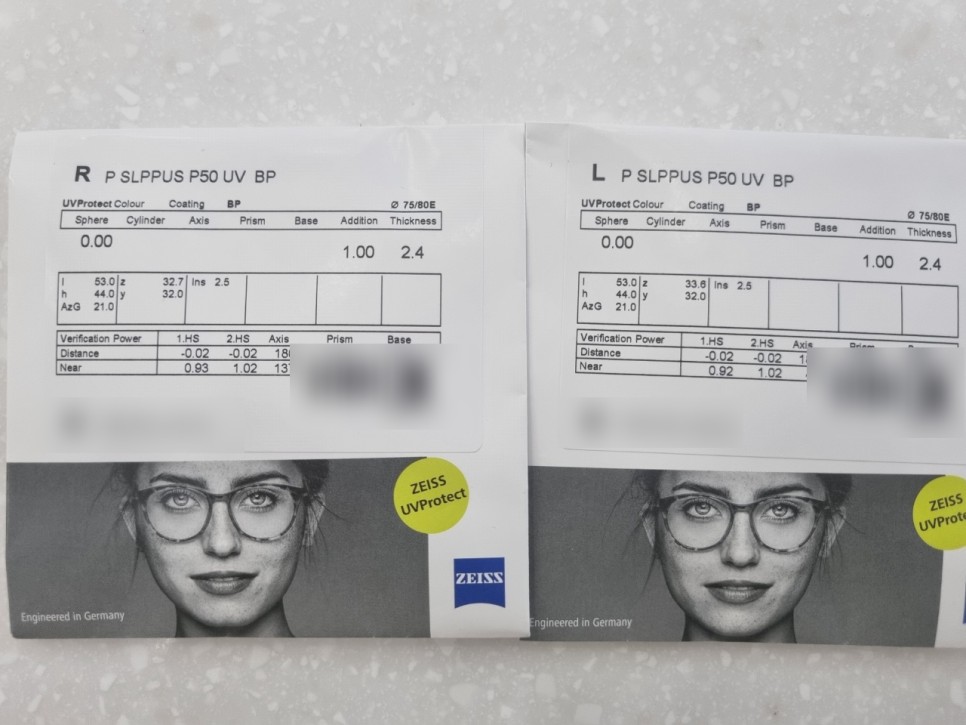 R P SLPPUS P50 UV BP
UVProtect Colour Coating BP Ø 75/80E
Sphere Cylinder Axis Prism Base Addition Thickness
0.00 1.00 2.4
l 53.0 z 32.7 Ins 2.5
h 44.0 y 32.0
AzG 21.0
Verification Power 1.HS 2.HS Axis Prism Base
Distance -0.02 -0.02
Near 0.93 1.02
ZEISS
UVProtect
ZEISS
Engineered in Germany
L P SLPPUS P50 UV BP
UVProtect Colour Coating BP Ø 75/80E
Sphere Cylinder Axis Prism Base Addition Thickness
0.00 1.00 2.4
l 53.0 z 33.6 Ins 2.5
h 44.0 y 32.0
AzG 21.0
Verification Power 1.HS 2.HS Axis
Distance -0.02 -0.02
Near 0.92 1.02
ZEISS
UVProte
Engineered in Germany